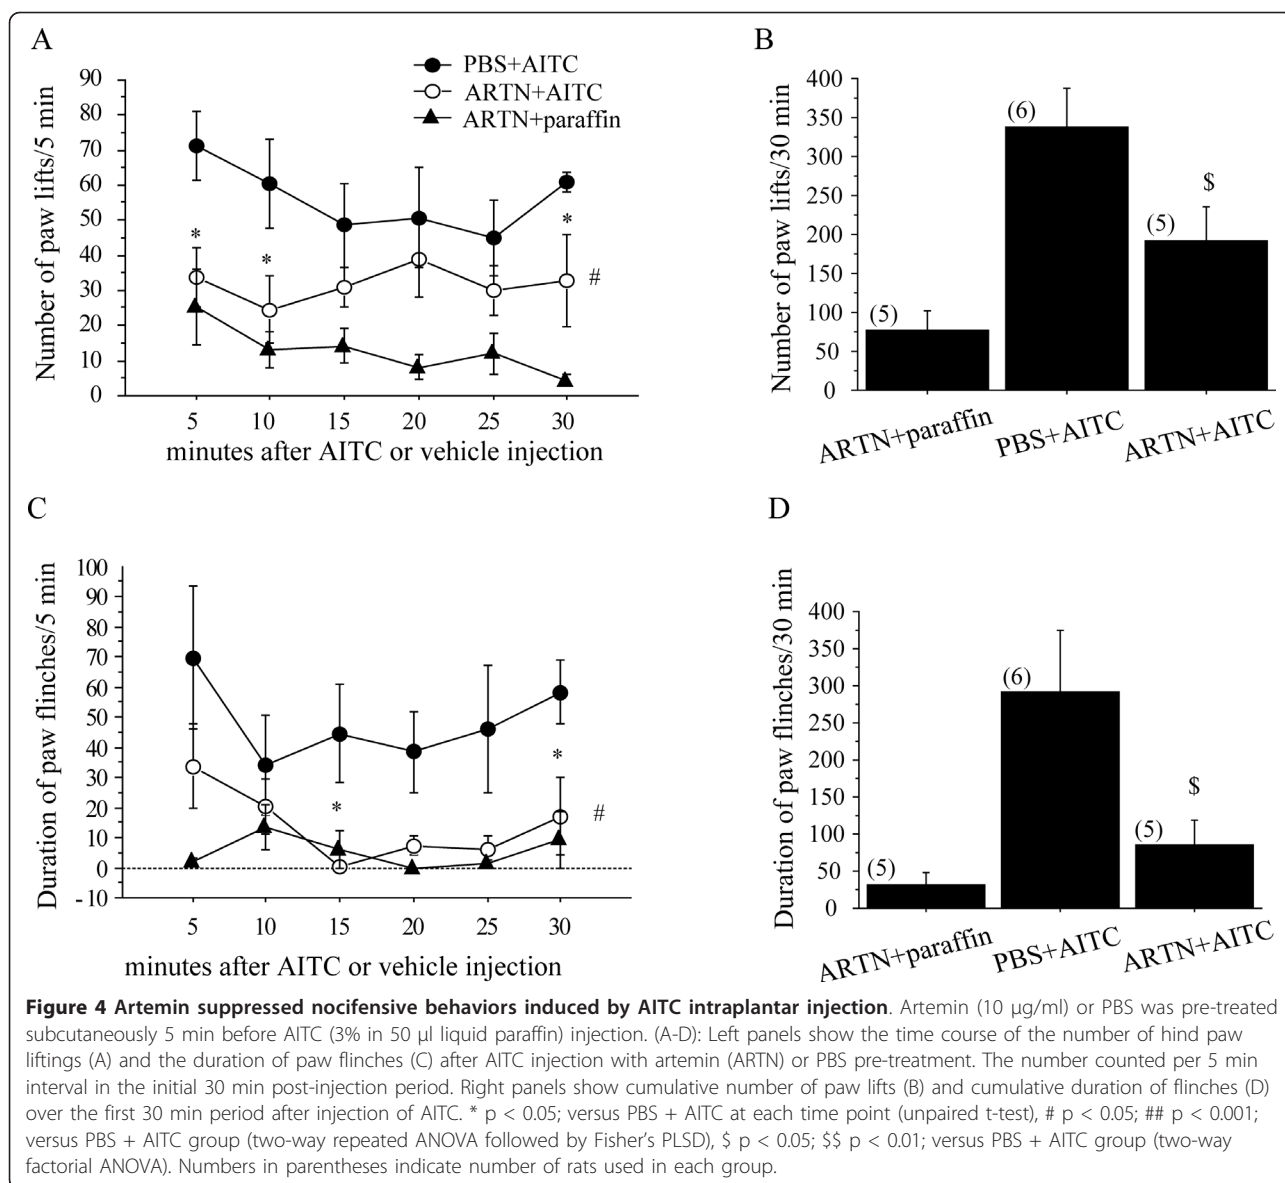 A
PBS+AITC
ARTN+AITC
ARTN+paraffin
Number of paw lifts/5 min
90
80
70
60
50
40
30
20
10
0
*
*
*
#
5 10 15 20 25 30
minutes after AITC or vehicle injection
B
Number of paw lifts/30 min
400
350
300
250
200
150
100
50
0
(5)
(6)
(5)
$
ARTN+paraffin
PBS+AITC
ARTN+AITC
C
Duration of paw flinches/5 min
100
90
80
70
60
50
40
30
20
10
0
-10
*
*
#
5 10 15 20 25 30
minutes after AITC or vehicle injection
D
Duration of paw flinches/30 min
400
350
300
250
200
150
100
50
0
(5)
(6)
(5)
$
ARTN+paraffin
PBS+AITC
ARTN+AITC
Figure 4 Artemin suppressed nocifensive behaviors induced by AITC intraplantar injection. Artemin (10 μg/ml) or PBS was pre-treated
subcutaneously 5 min before AITC (3% in 50 μl liquid paraffin) injection. (A-D): Left panels show the time course of the number of hind paw
liftings (A) and the duration of paw flinches (C) after AITC injection with artemin (ARTN) or PBS pre-treatment. The number counted per 5 min
interval in the initial 30 min post-injection period. Right panels show cumulative number of paw lifts (B) and cumulative duration of flinches (D)
over the first 30 min period after injection of AITC. * p < 0.05; versus PBS + AITC at each time point (unpaired t-test), # p < 0.05; ## p < 0.001;
versus PBS + AITC group (two-way repeated ANOVA followed by Fisher's PLSD), $ p < 0.05; $$ p < 0.01; versus PBS + AITC group (two-way
factorial ANOVA). Numbers in parentheses indicate number of rats used in each group.